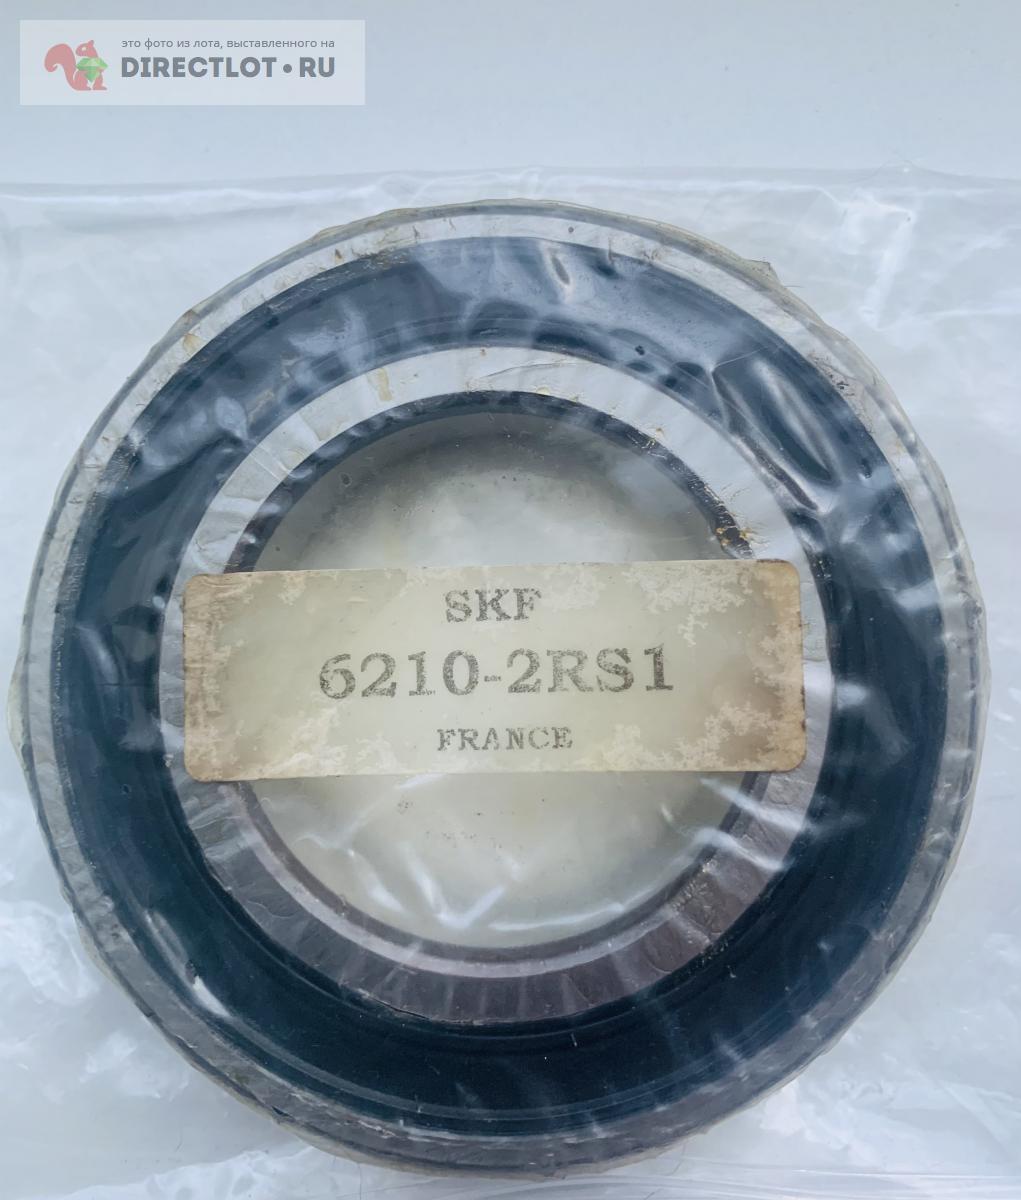 это фото из лота, выставленного на
DIRECTLOT•RU
SKF
6210-2RS1
FRANCE